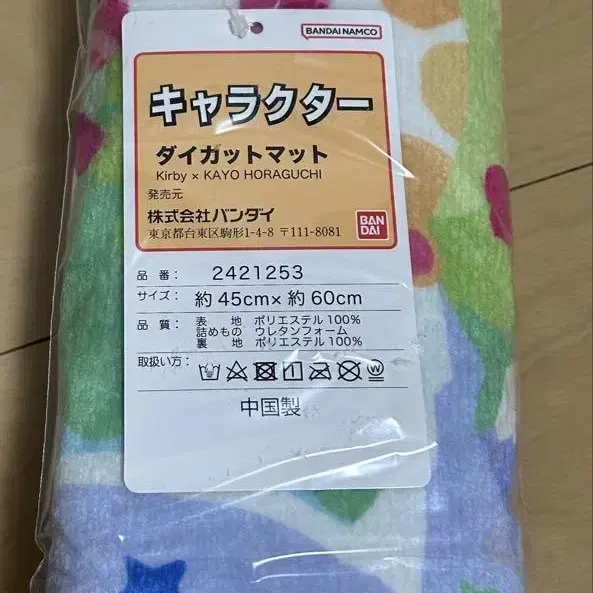 BANDAI NAMCO
キャラクター
ダイカットマット
Kirby × KAYO HORAGUCHI
発売元
株式会社バンダイ
東京都台東区駒形1-4-8 〒111-8081
BAN
DAI
品番： 2421253
サイズ： 約45cm×約60cm
品質： 表地 ポリエステル100%
詰めもの ウレタンフォーム
裏地 ポリエステル100%
取扱い方：
中国製